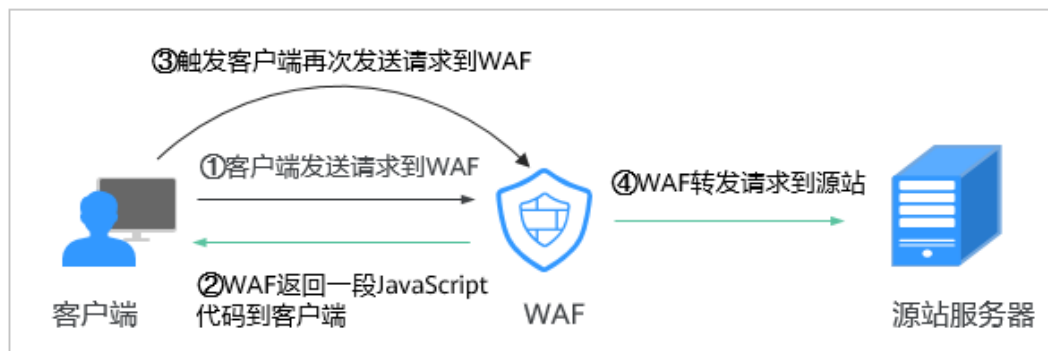 ③触发客户端再次发送请求到WAF
①客户端发送请求到WAF
④WAF转发请求到源站
②WAF返回一段JavaScript
代码到客户端
客户端
WAF
源站服务器